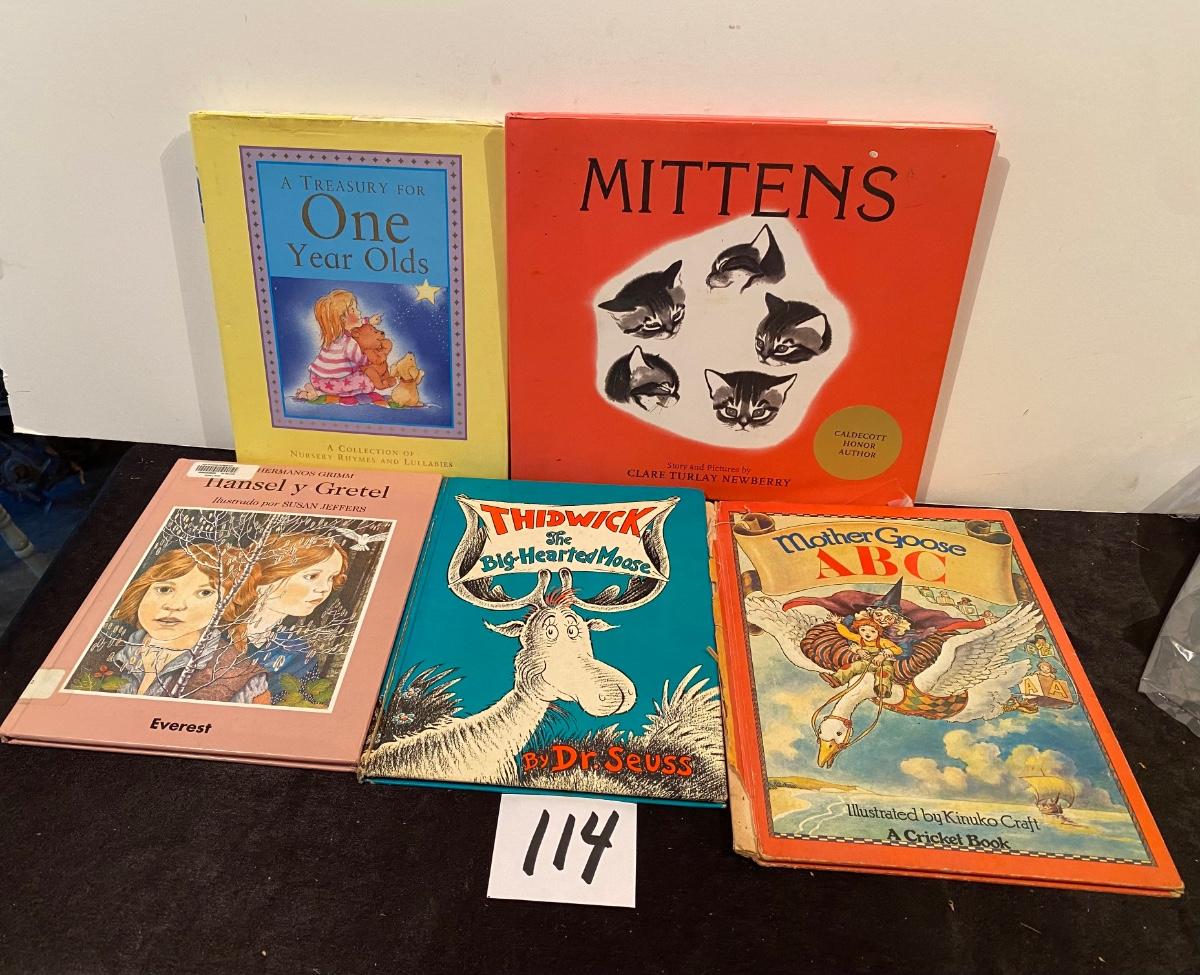 A TREASURY FOR
One
Year Olds
A COLLECTION OF
NURSERY RHYMES AND LULLABIES
MITTENS
CALDECOTT
HONOR
AUTHOR
Story and Pictures by
CLARE TURLAY NEWBERRY
HERMANOS GRIMM
Hansel y Gretel
Ilustrado por SUSAN JEFFERS
Everest
THIDWICK
The
Big-Hearted Moose
By Dr. Seuss
Mother Goose
ABC
A A
Illustrated by Kinuko Craft
A Cricket Book
114